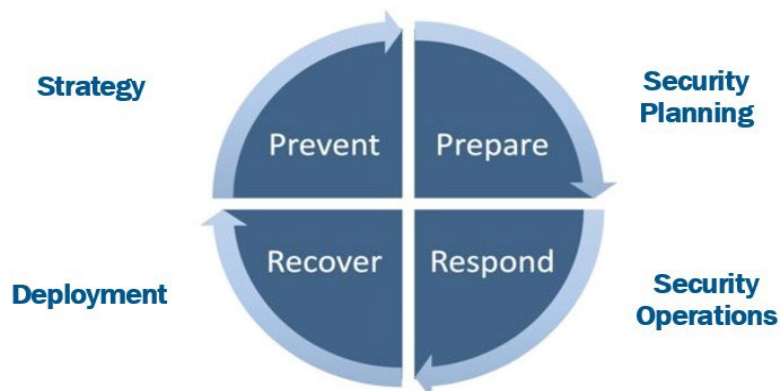 Strategy
Prevent
Prepare
Security
Planning
Deployment
Recover
Respond
Security
Operations